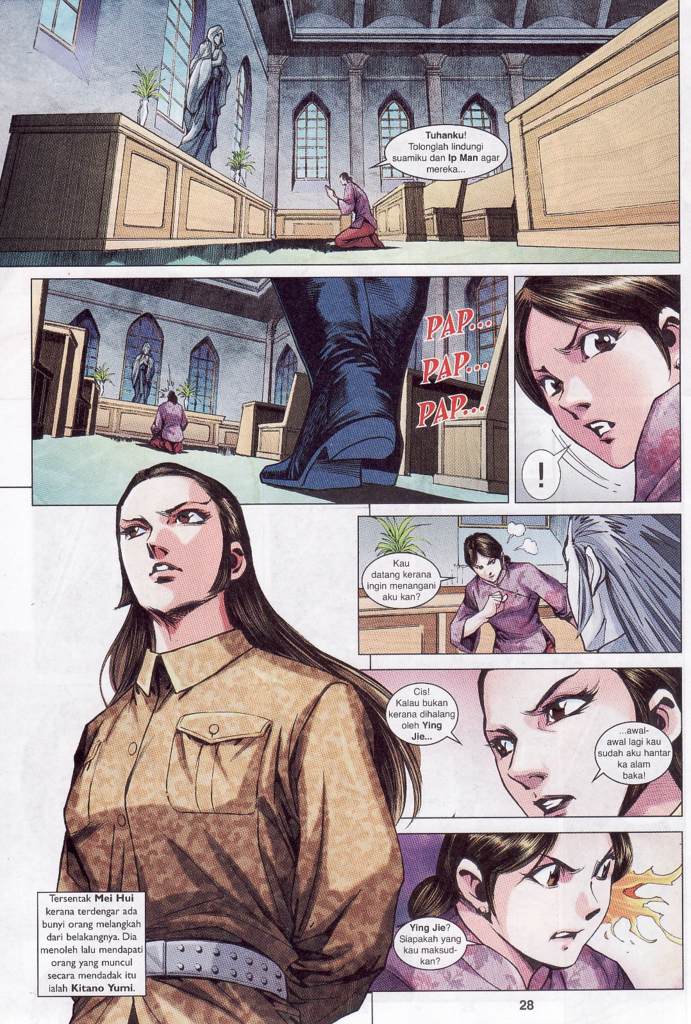 Tuhanku!
Tolonglah lindungi
suamiku dan Ip Man agar
mereka...
PAP...
PAP...
PAP...
!
Kau
datang kerana
ingin menangani
aku kan?
Cis!
Kalau bukan
kerana dihalang
oleh Ying
Jie...
...awal-
awal lagi kau
sudah aku hantar
ka alam
baka!
Tersentak Mei Hui
kerana terdengar ada
bunyi orang melangkah
dari belakangnya. Dia
menoleh lalu mendapati
orang yang muncul
secara mendadak itu
ialah Kitano Yumi.
Ying Jie?
Siapakah yang
kau maksud-
kan?
28